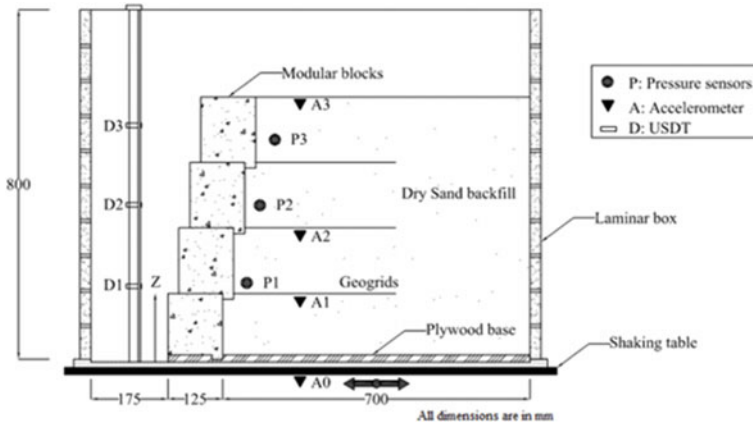 Modular blocks
A3
P: Pressure sensors
A: Accelerometer
D: USDT
D3
P3
800
D2
P2
Dry Sand backfill
Laminar box
A2
D1
Z
P1
Geogrids
A1
Plywood base
Shaking table
A0
175
125
700
All dimensions are in mm